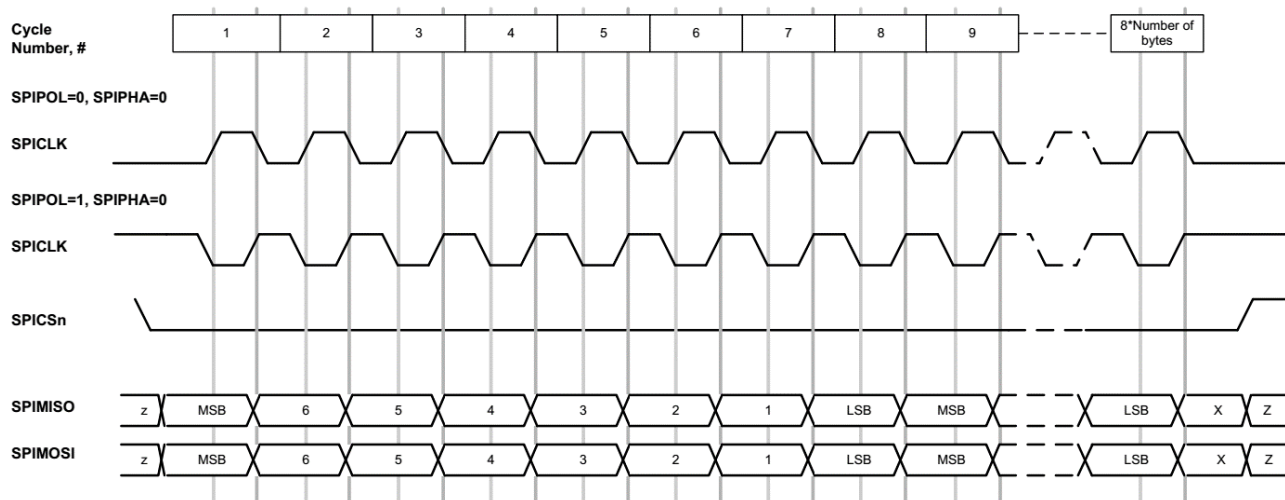 Cycle
Number, #
1 2 3 4 5 6 7 8 9
8*Number of
bytes
SPIPOL=0, SPIPHA=0
SPICLK
SPIPOL=1, SPIPHA=0
SPICLK
SPICSn
SPIMISO z MSB 6 5 4 3 2 1 LSB MSB LSB X Z
SPIMOSI z MSB 6 5 4 3 2 1 LSB MSB LSB X Z